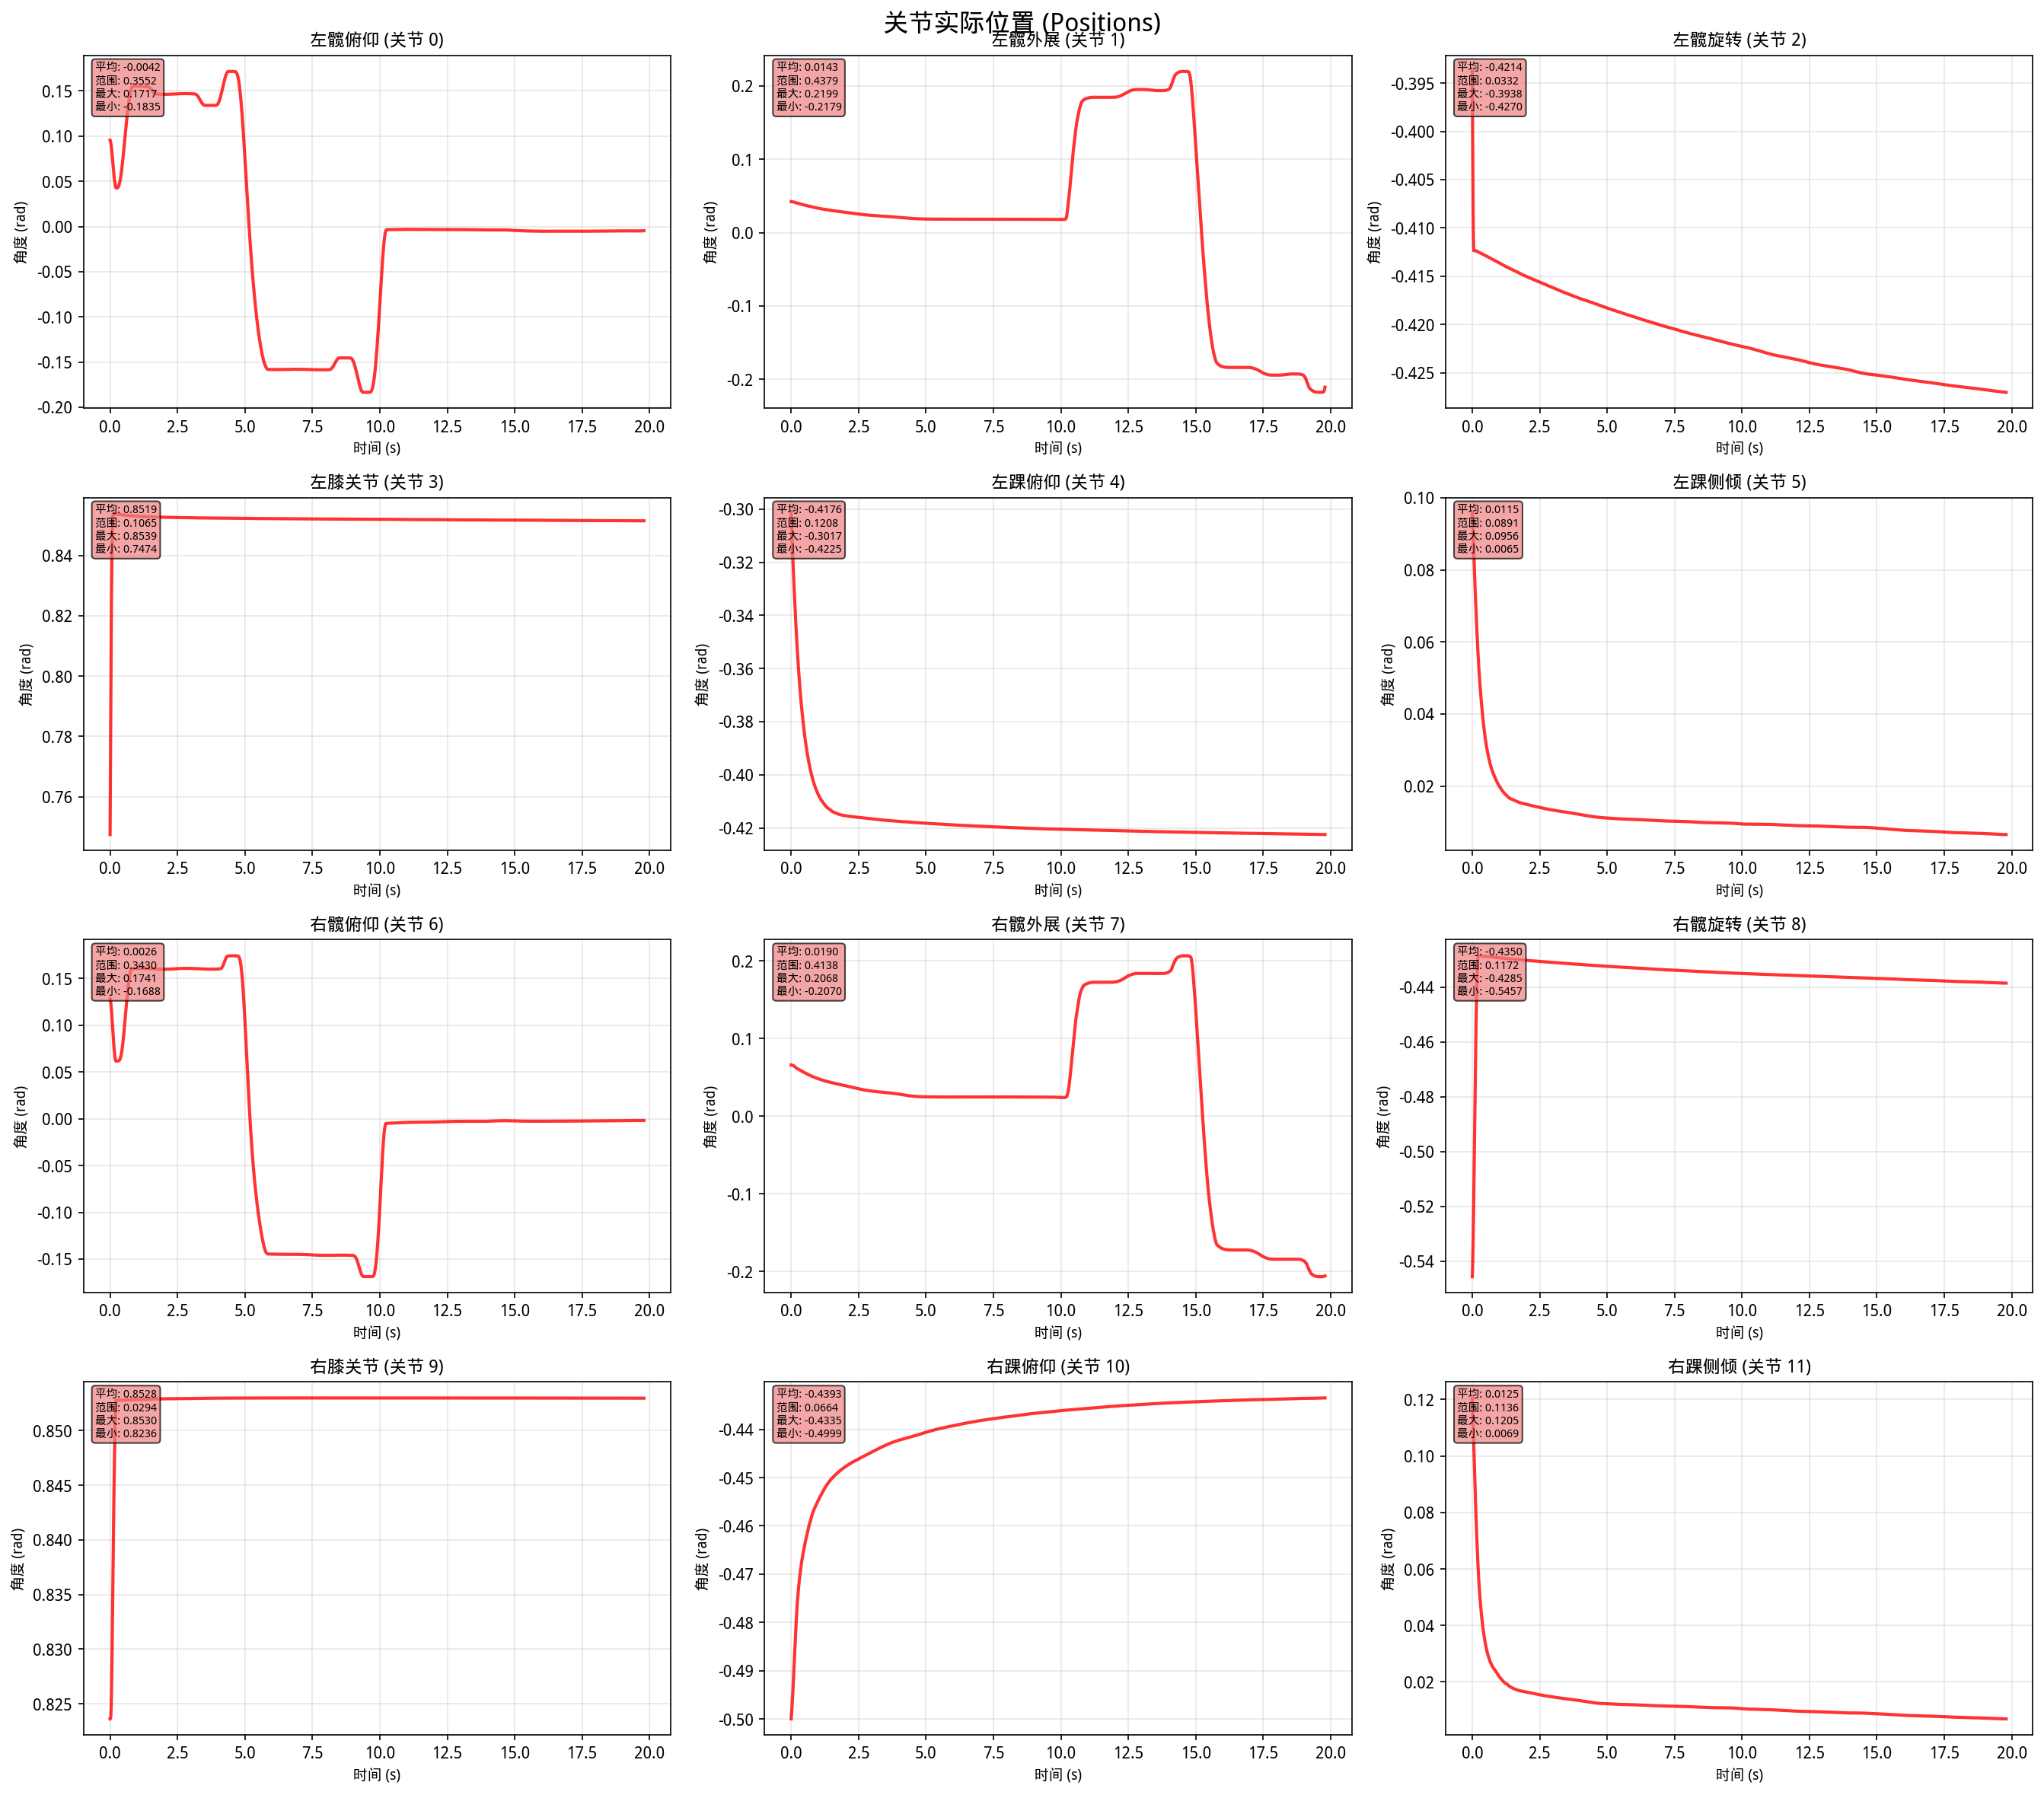 关节实际位置 (Positions)
左髋俯仰 (关节 0)
平均: -0.0042
范围: 0.3552
最大: 0.1717
最小: -0.1835
0.15
0.10
0.05
0.00
-0.05
-0.10
-0.15
-0.20
角度 (rad)
0.0 2.5 5.0 7.5 10.0 12.5 15.0 17.5 20.0
时间 (s)
左髋外展 (关节 1)
平均: 0.0143
范围: 0.4379
最大: 0.2199
最小: -0.2179
0.2
0.1
0.0
-0.1
-0.2
角度 (rad)
0.0 2.5 5.0 7.5 10.0 12.5 15.0 17.5 20.0
时间 (s)
左髋旋转 (关节 2)
平均: -0.4214
范围: 0.0332
最大: -0.3938
最小: -0.4270
-0.395
-0.400
-0.405
-0.410
-0.415
-0.420
-0.425
角度 (rad)
0.0 2.5 5.0 7.5 10.0 12.5 15.0 17.5 20.0
时间 (s)
左膝关节 (关节 3)
平均: 0.8519
范围: 0.1065
最大: 0.8539
最小: 0.7474
0.84
0.82
0.80
0.78
0.76
角度 (rad)
0.0 2.5 5.0 7.5 10.0 12.5 15.0 17.5 20.0
时间 (s)
左踝俯仰 (关节 4)
平均: -0.4176
范围: 0.1208
最大: -0.3017
最小: -0.4225
-0.30
-0.32
-0.34
-0.36
-0.38
-0.40
-0.42
角度 (rad)
0.0 2.5 5.0 7.5 10.0 12.5 15.0 17.5 20.0
时间 (s)
左踝侧倾 (关节 5)
平均: 0.0115
范围: 0.0891
最大: 0.0956
最小: 0.0065
0.10
0.08
0.06
0.04
0.02
角度 (rad)
0.0 2.5 5.0 7.5 10.0 12.5 15.0 17.5 20.0
时间 (s)
右髋俯仰 (关节 6)
平均: 0.0026
范围: 0.3430
最大: 0.1741
最小: -0.1688
0.15
0.10
0.05
0.00
-0.05
-0.10
-0.15
角度 (rad)
0.0 2.5 5.0 7.5 10.0 12.5 15.0 17.5 20.0
时间 (s)
右髋外展 (关节 7)
平均: 0.0190
范围: 0.4138
最大: 0.2068
最小: -0.2070
0.2
0.1
0.0
-0.1
-0.2
角度 (rad)
0.0 2.5 5.0 7.5 10.0 12.5 15.0 17.5 20.0
时间 (s)
右髋旋转 (关节 8)
平均: -0.4350
范围: 0.1172
最大: -0.4285
最小: -0.5457
-0.44
-0.46
-0.48
-0.50
-0.52
-0.54
角度 (rad)
0.0 2.5 5.0 7.5 10.0 12.5 15.0 17.5 20.0
时间 (s)
右膝关节 (关节 9)
平均: 0.8528
范围: 0.0294
最大: 0.8530
最小: 0.8236
0.850
0.845
0.840
0.835
0.830
0.825
角度 (rad)
0.0 2.5 5.0 7.5 10.0 12.5 15.0 17.5 20.0
时间 (s)
右踝俯仰 (关节 10)
平均: -0.4393
范围: 0.0664
最大: -0.4335
最小: -0.4999
-0.44
-0.45
-0.46
-0.47
-0.48
-0.49
-0.50
角度 (rad)
0.0 2.5 5.0 7.5 10.0 12.5 15.0 17.5 20.0
时间 (s)
右踝侧倾 (关节 11)
平均: 0.0125
范围: 0.1136
最大: 0.1205
最小: 0.0069
0.12
0.10
0.08
0.06
0.04
0.02
角度 (rad)
0.0 2.5 5.0 7.5 10.0 12.5 15.0 17.5 20.0
时间 (s)